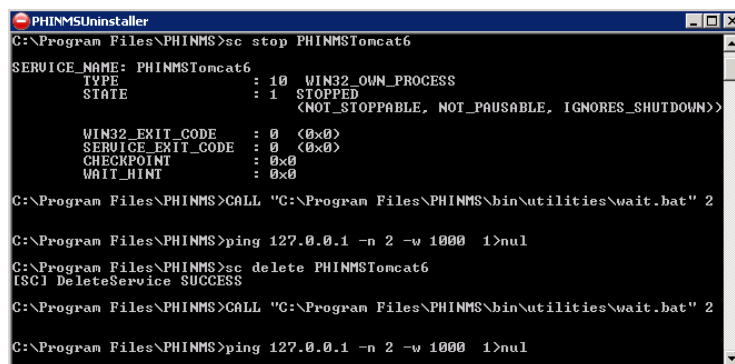 PHINMSUninstaller
C:\Program Files\PHINMS>sc stop PHINMSTomcat6
SERVICE_NAME: PHINMSTomcat6
TYPE : 10 WIN32_OWN_PROCESS
STATE : 1 STOPPED
(NOT_STOPPABLE, NOT_PAUSABLE, IGNORES_SHUTDOWN))
WIN32_EXIT_CODE : 0 (0x0)
SERVICE_EXIT_CODE : 0 (0x0)
CHECKPOINT : 0x0
WAIT_HINT : 0x0
C:\Program Files\PHINMS>CALL "C:\Program Files\PHINMS\bin\utilities\wait.bat" 2
C:\Program Files\PHINMS>ping 127.0.0.1 -n 2 -w 1000 1>nul
C:\Program Files\PHINMS>sc delete PHINMSTomcat6
[SC] DeleteService SUCCESS
C:\Program Files\PHINMS>CALL "C:\Program Files\PHINMS\bin\utilities\wait.bat" 2
C:\Program Files\PHINMS>ping 127.0.0.1 -n 2 -w 1000 1>nul